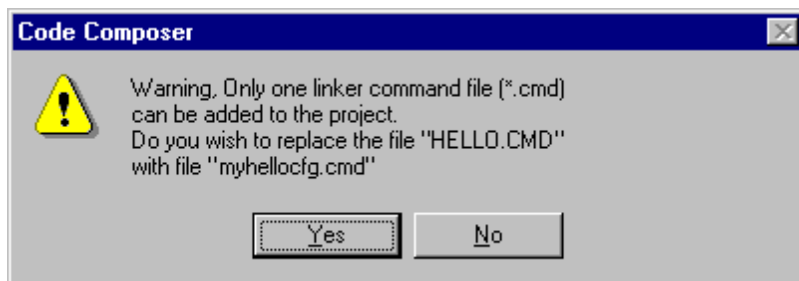 Code Composer
Warning, Only one linker command file (*.cmd)
can be added to the project.
Do you wish to replace the file "HELLO.CMD"
with file "myhellocfg.cmd"
Yes
No